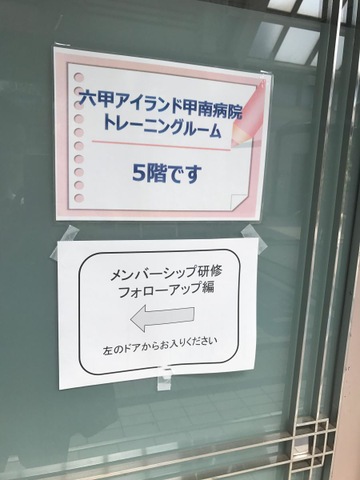 六甲アイランド甲南病院
トレーニングルーム
5階です
メンバーシップ研修
フォローアップ編
左のドアからお入りください